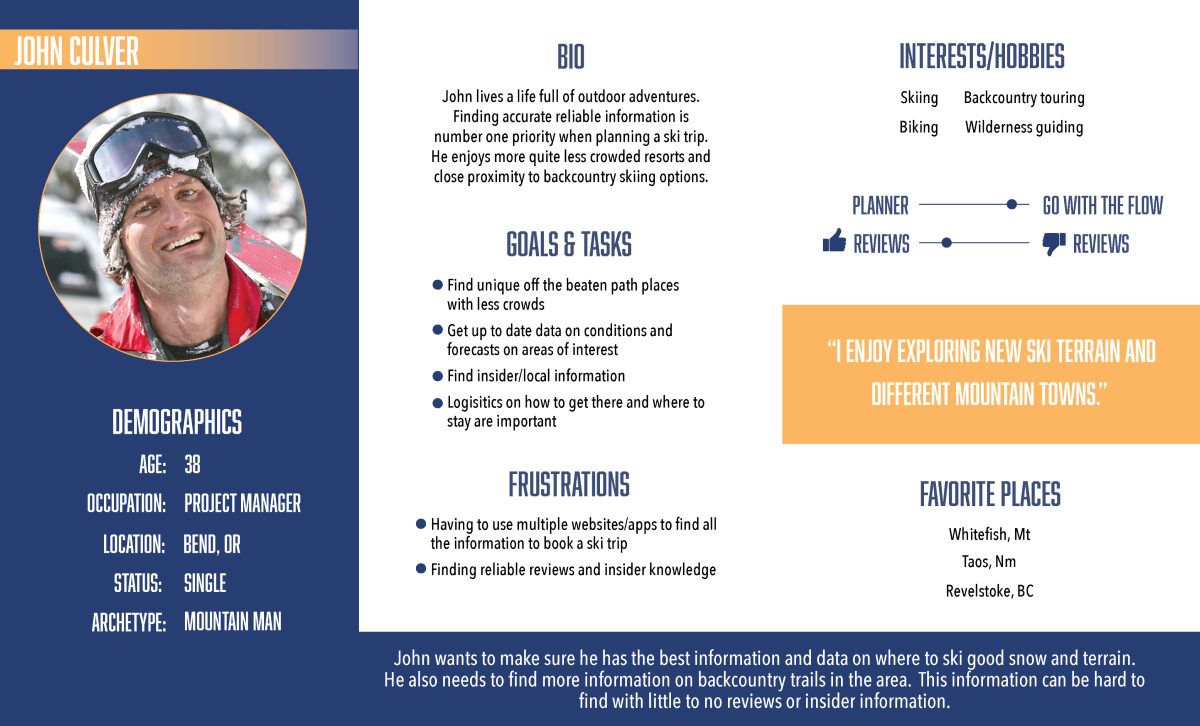 JOHN CULVER
DEMOGRAPHICS
AGE: 38
OCCUPATION: PROJECT MANAGER
LOCATION: BEND, OR
STATUS: SINGLE
ARCHETYPE: MOUNTAIN MAN
BIO
John lives a life full of outdoor adventures.
Finding accurate reliable information is
number one priority when planning a ski trip.
He enjoys more quite less crowded resorts and
close proximity to backcountry skiing options.
GOALS & TASKS
Find unique off the beaten path places
with less crowds
Get up to date data on conditions and
forecasts on areas of interest
Find insider/local information
Logisitics on how to get there and where to
stay are important
FRUSTRATIONS
Having to use multiple websites/apps to find all
the information to book a ski trip
Finding reliable reviews and insider knowledge
INTERESTS/HOBBIES
Skiing Backcountry touring
Biking Wilderness guiding
PLANNER GO WITH THE FLOW
REVIEWS REVIEWS
“I ENJOY EXPLORING NEW SKI TERRAIN AND
DIFFERENT MOUNTAIN TOWNS.”
FAVORITE PLACES
Whitefish, Mt
Taos, Nm
Revelstoke, BC
John wants to make sure he has the best information and data on where to ski good snow and terrain.
He also needs to find more information on backcountry trails in the area. This information can be hard to
find with little to no reviews or insider information.